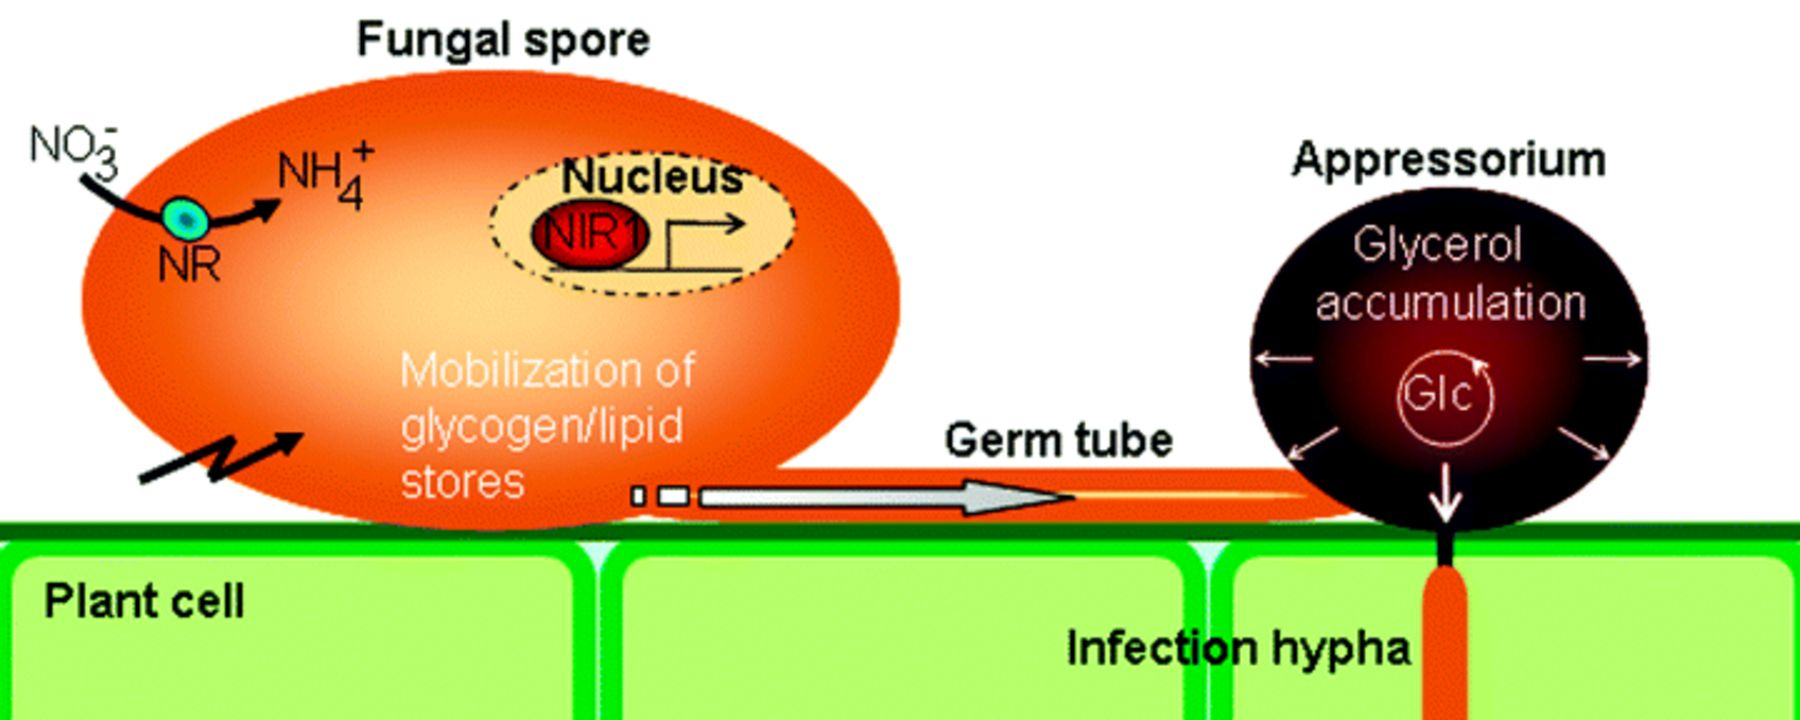 Fungal spore
NO3-
NH4+
NR
Nucleus
NIR1
Mobilization of
glycogen/lipid
stores
Germ tube
Appressorium
Glycerol
accumulation
Glc
Plant cell
Infection hypha